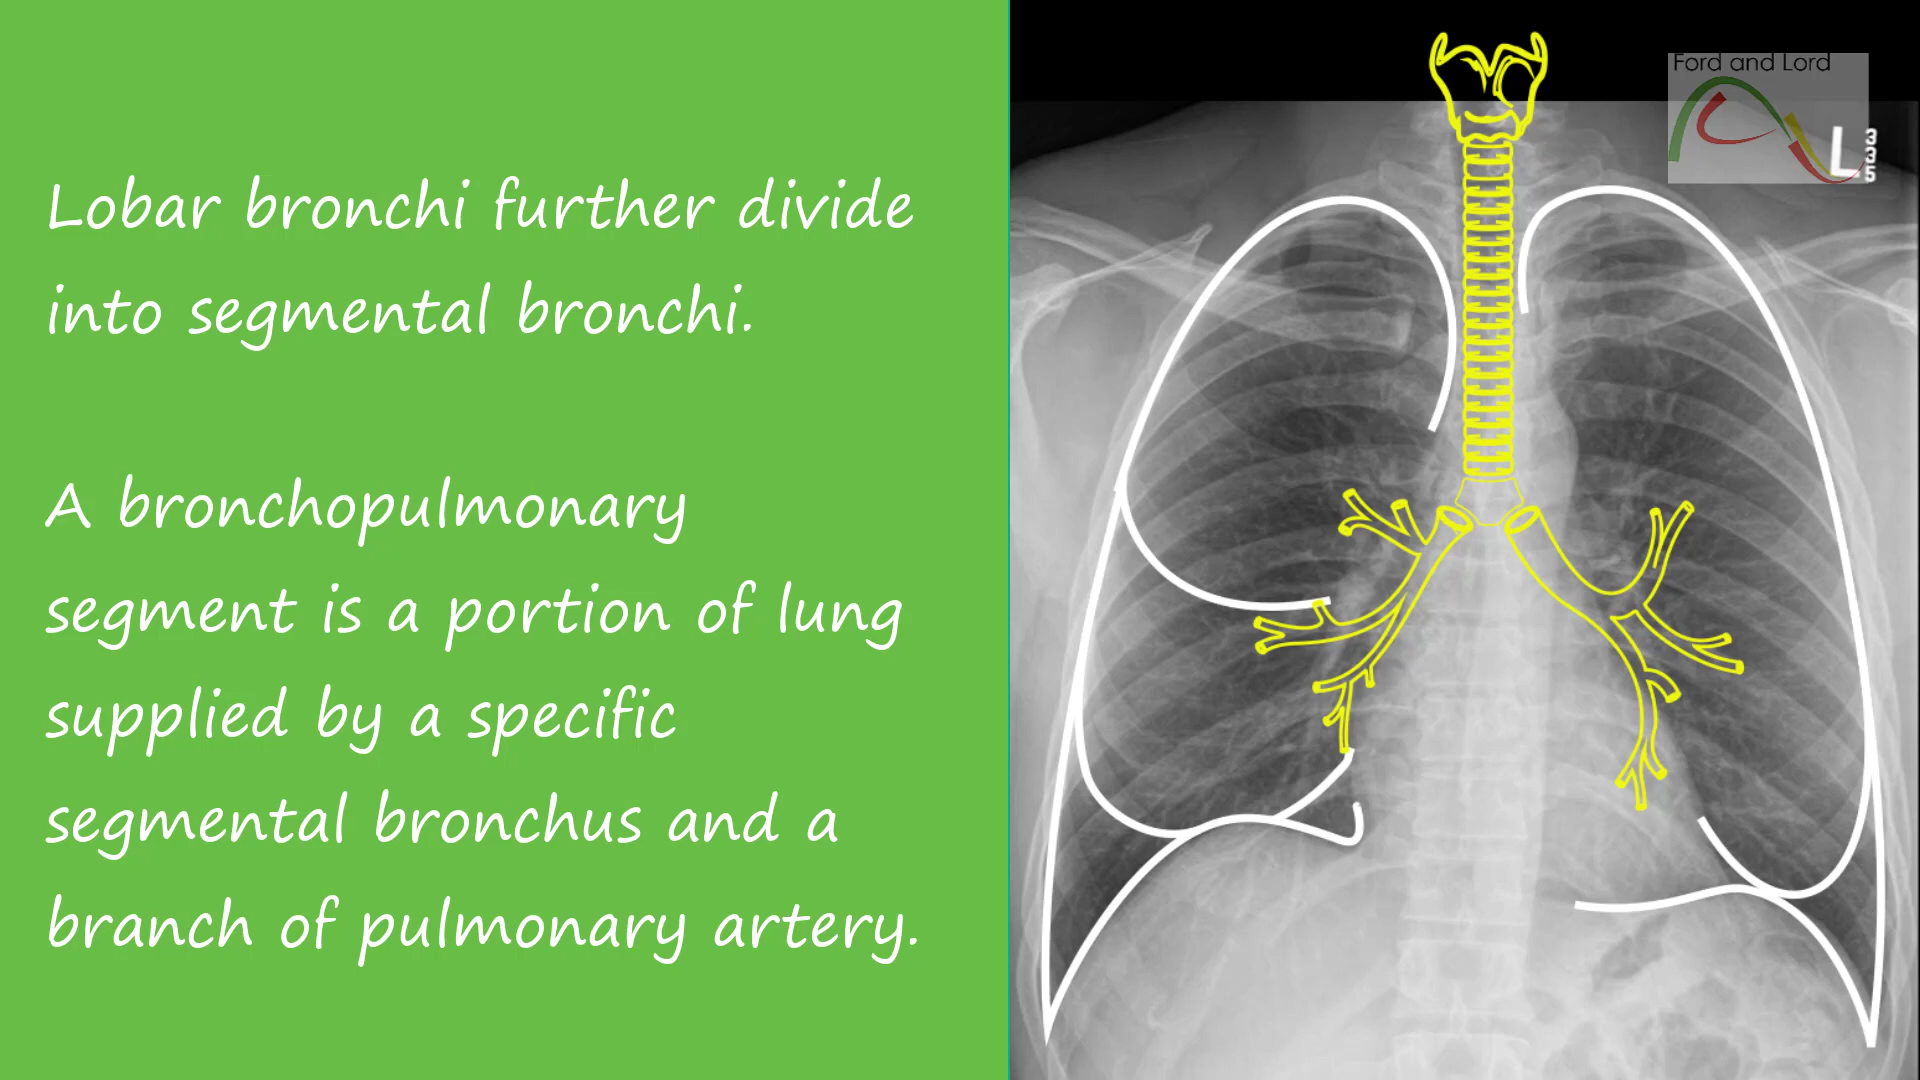 Lobar bronchi further divide
into segmental bronchi.
A bronchopulmonary
segment is a portion of lung
supplied by a specific
segmental bronchus and a
branch of pulmonary artery.
Ford and Lord
L